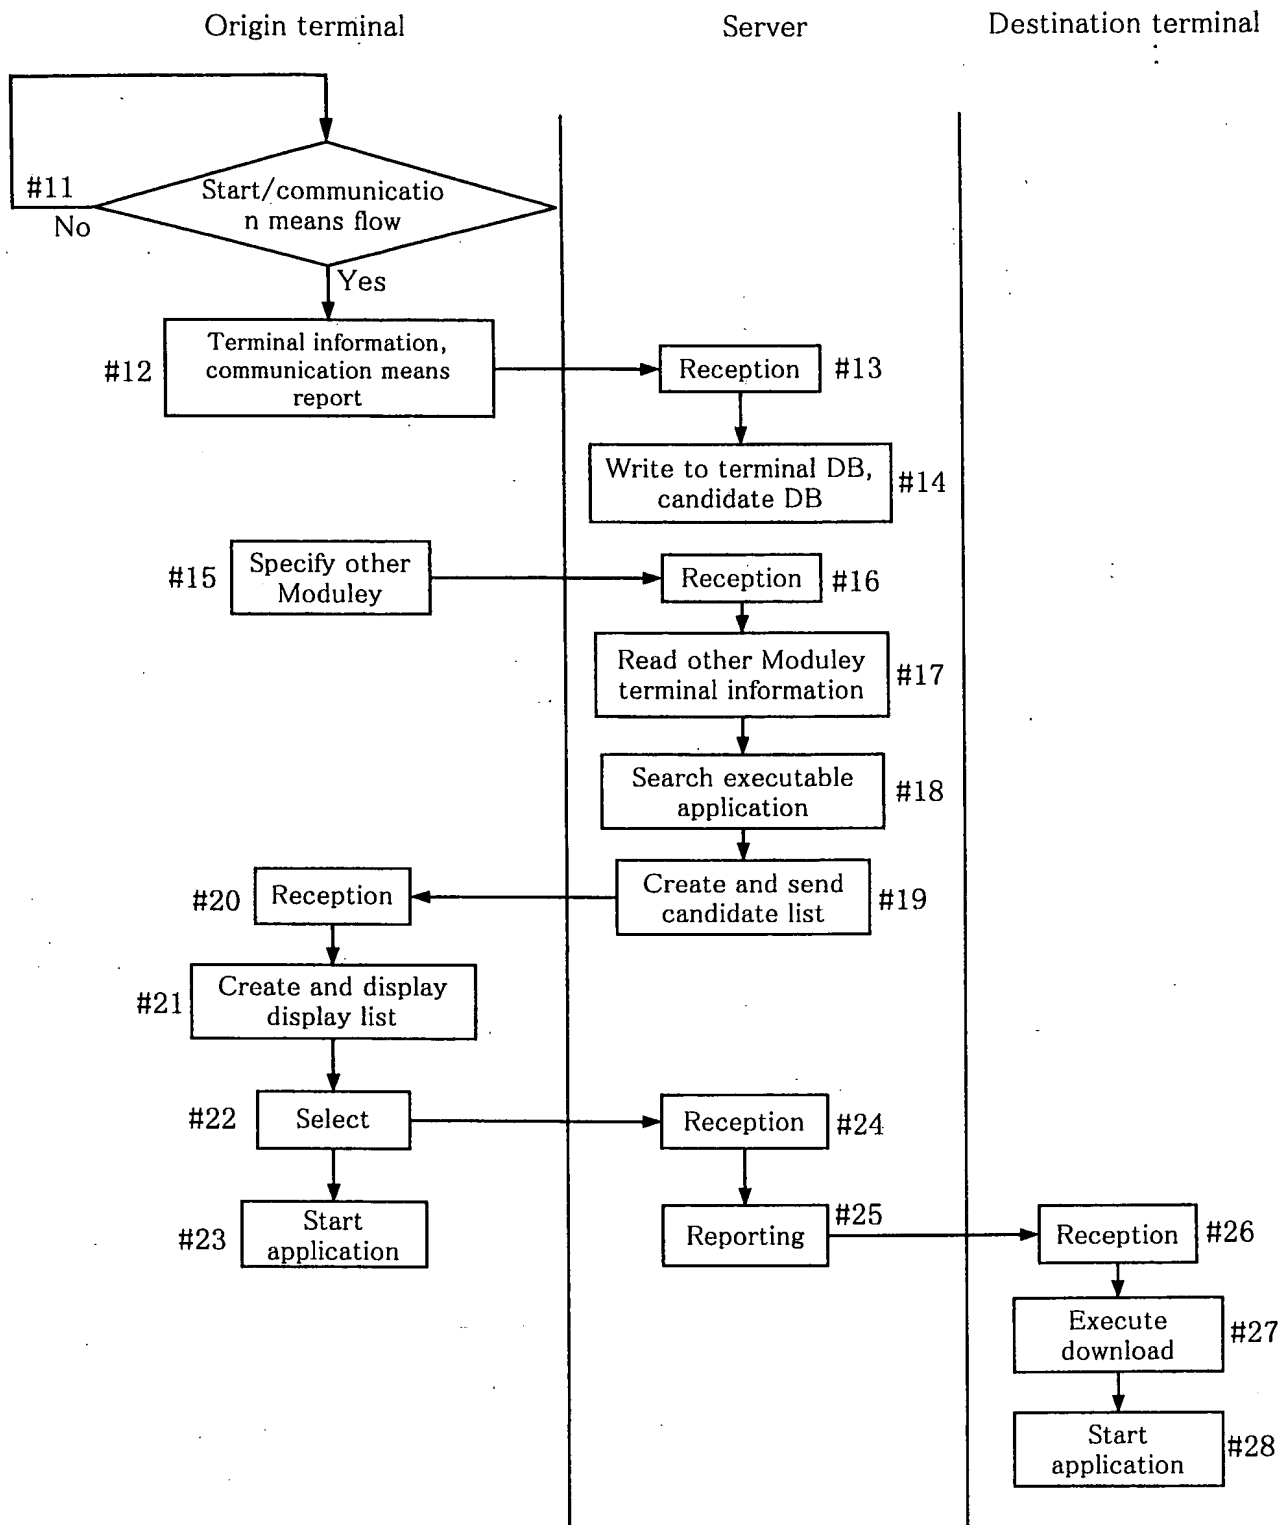 Origin terminal
Server
Destination terminal
#11
Start/communicatio
n means flow
No
Yes
#12
Terminal information,
communication means
report
Reception
#13
Write to terminal DB,
candidate DB
#14
#15
Specify other
Moduley
Reception
#16
Read other Moduley
terminal information
#17
Search executable
application
#18
#20
Reception
Create and send
candidate list
#19
#21
Create and display
display list
#22
Select
Reception
#24
#23
Start
application
Reporting
#25
Reception
#26
Execute
download
#27
Start
application
#28